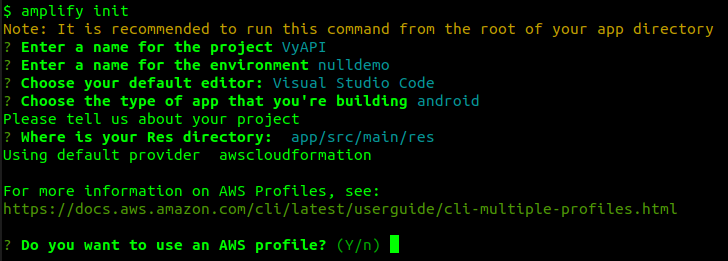 $ amplify init
Note: It is recommended to run this command from the root of your app directory
? Enter a name for the project VyAPI
? Enter a name for the environment nulldemo
? Choose your default editor: Visual Studio Code
? Choose the type of app that you're building android
Please tell us about your project
? Where is your Res directory:  app/src/main/res
Using default provider  awscloudformation
For more information on AWS Profiles, see:
https://docs.aws.amazon.com/cli/latest/userguide/cli-multiple-profiles.html
? Do you want to use an AWS profile? (Y/n)